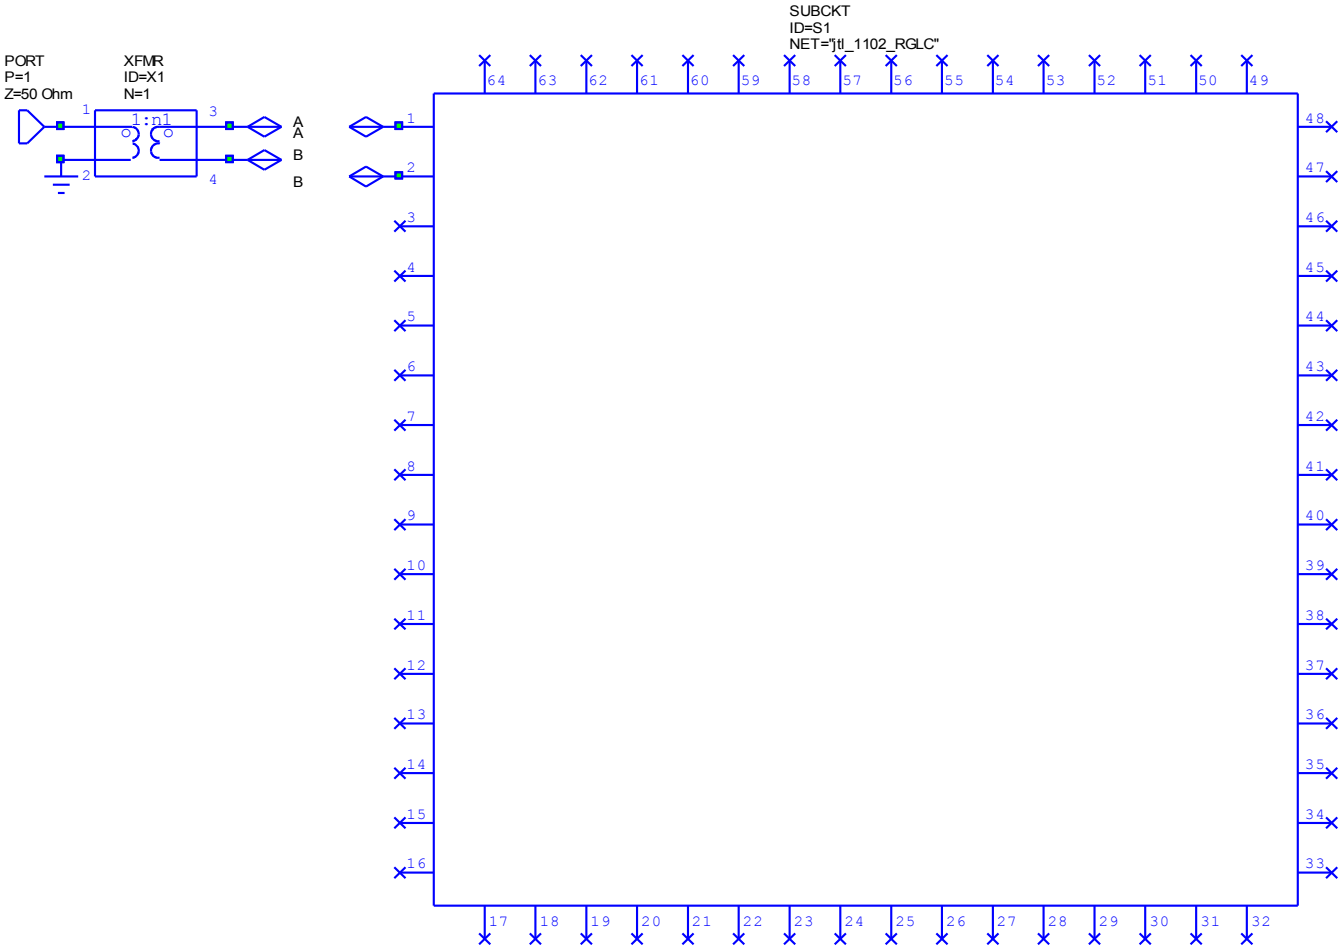 SUBCKT
ID=S1
NET="jtl_1102_RGLC"
PORT
P=1
Z=50 Ohm
XFMR
ID=X1
N=1
64 63 62 61 60 59 58 57 56 55 54 53 52 51 50 49
1 3
1:n1
2 4
A
A
B
B
1 48
2 47
3 46
4 45
5 44
6 43
7 42
8 41
9 40
10 39
11 38
12 37
13 36
14 35
15 34
16 33
17 18 19 20 21 22 23 24 25 26 27 28 29 30 31 32